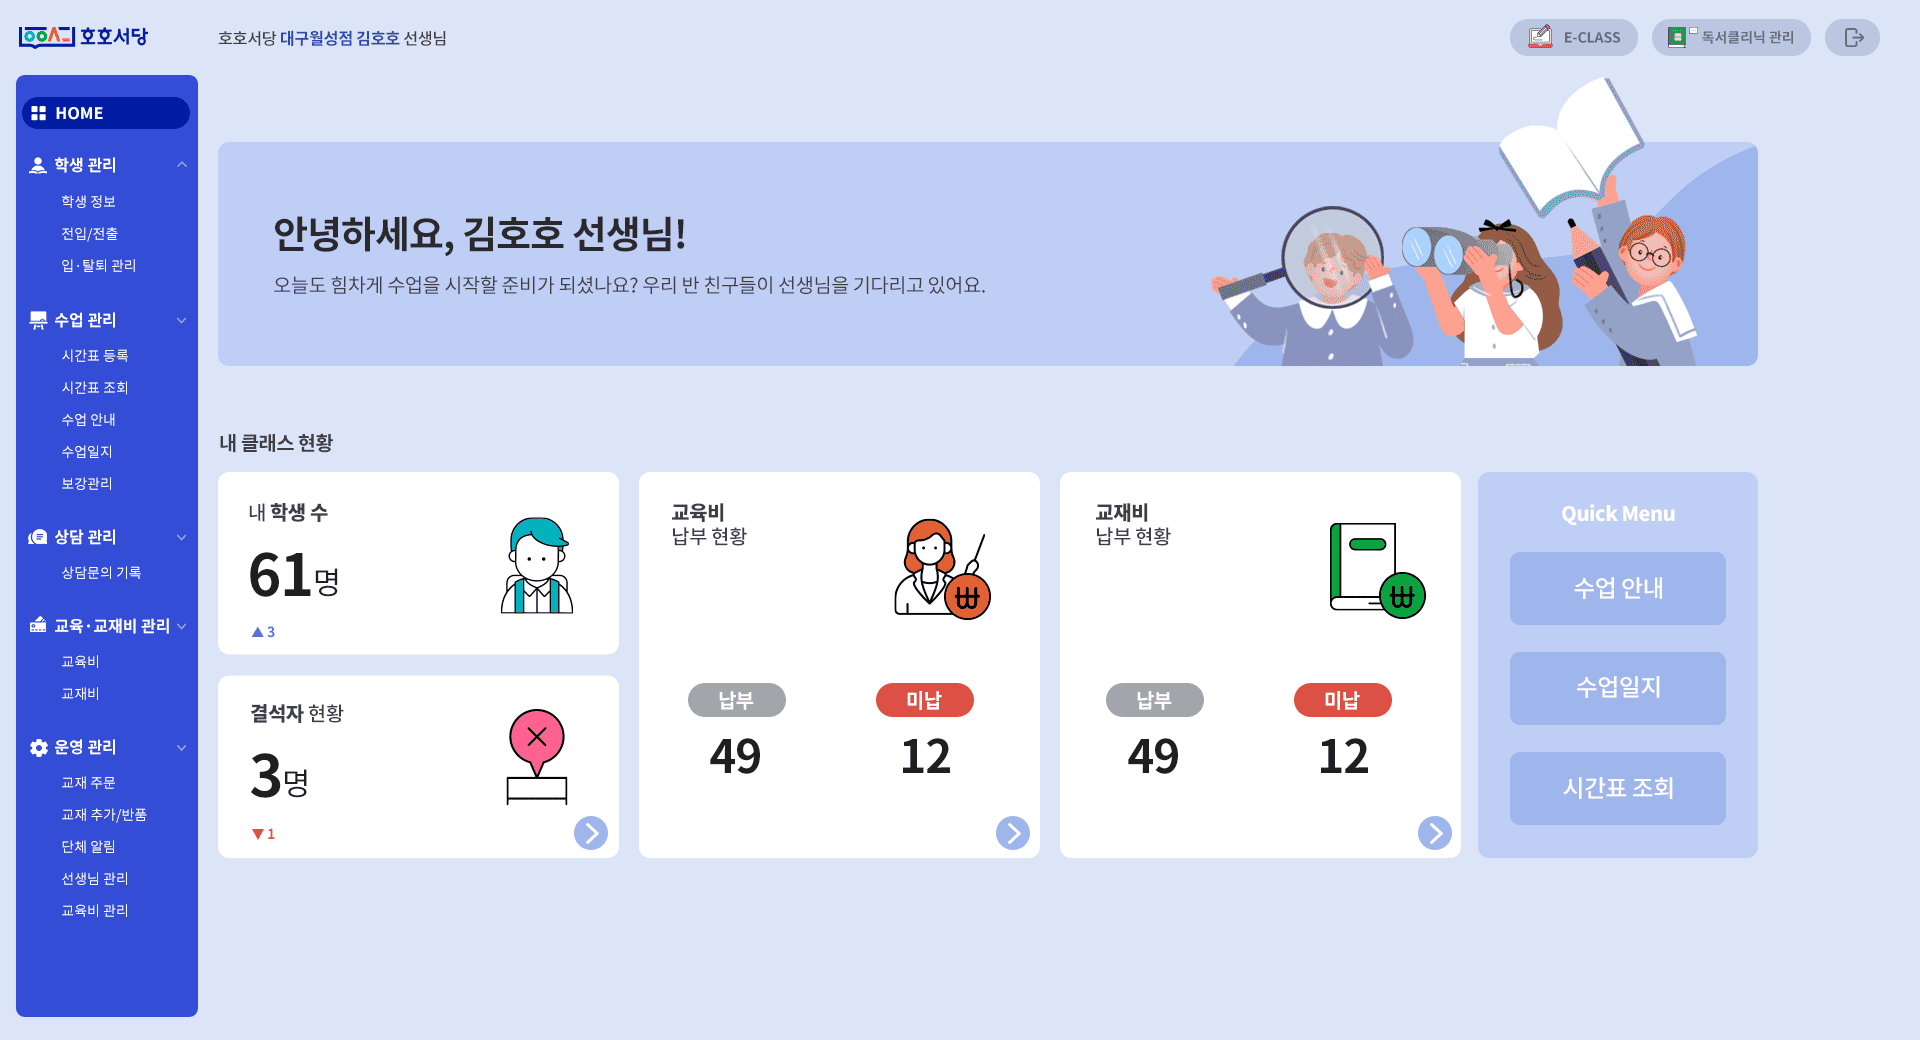 호호서당
호호서당 대구월성점 김호호 선생님
E-CLASS
독서클리닉 관리
HOME
학생 관리
학생 정보
전입/전출
입·탈퇴 관리
수업 관리
시간표 등록
시간표 조회
수업 안내
수업일지
보강관리
상담 관리
상담문의 기록
교육·교재비 관리
교육비
교재비
운영 관리
교재 주문
교재 추가/반품
단체 알림
선생님 관리
교육비 관리
안녕하세요, 김호호 선생님!
오늘도 힘차게 수업을 시작할 준비가 되셨나요? 우리 반 친구들이 선생님을 기다리고 있어요.
내 클래스 현황
내 학생 수
61명
▲ 3
결석자 현황
3명
▼ 1
교육비
납부 현황
납부 미납
49 12
교재비
납부 현황
납부 미납
49 12
Quick Menu
수업 안내
수업일지
시간표 조회